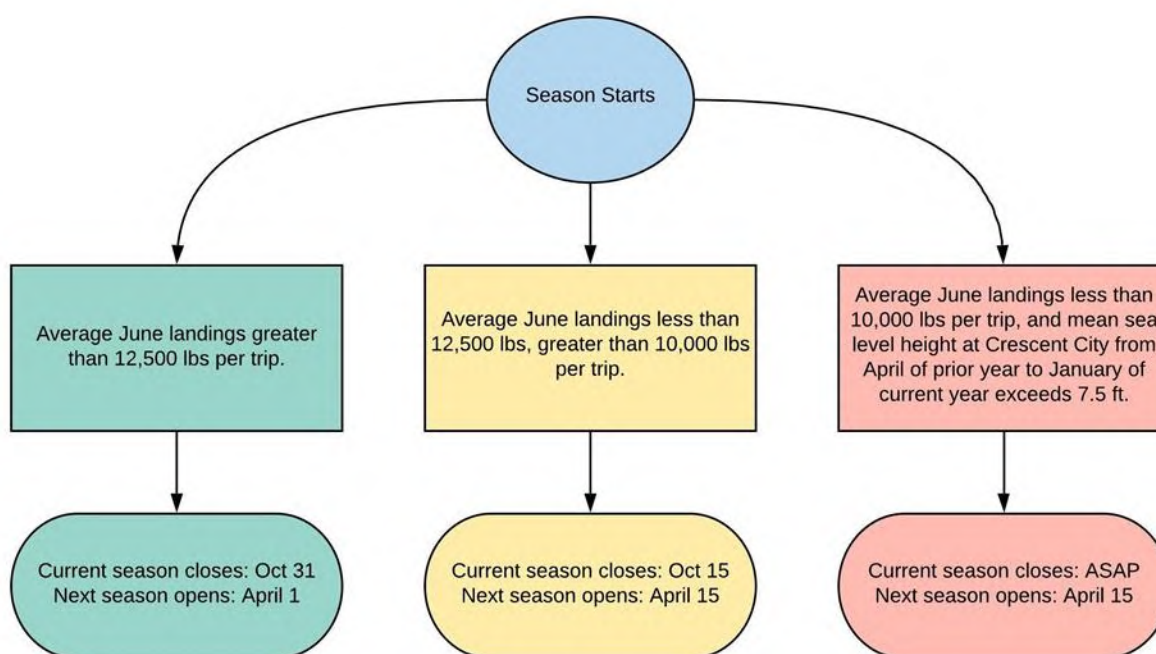 Season Starts
Average June landings greater
than 12,500 lbs per trip.
Average June landings less than
12,500 lbs, greater than 10,000 lbs
per trip.
Average June landings less than
10,000 lbs per trip, and mean sea
level height at Crescent City from
April of prior year to January of
current year exceeds 7.5 ft.
Current season closes: Oct 31
Next season opens: April 1
Current season closes: Oct 15
Next season opens: April 15
Current season closes: ASAP
Next season opens: April 15